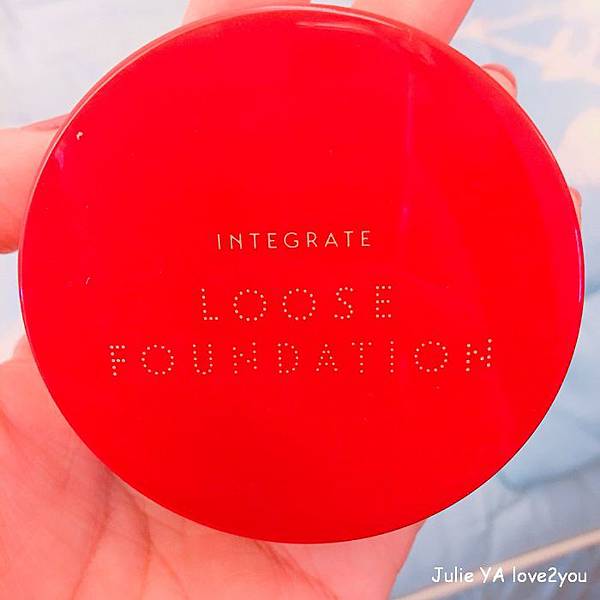 INTEGRATE
LOOSE
FOUNDATION
Julie YA love2you